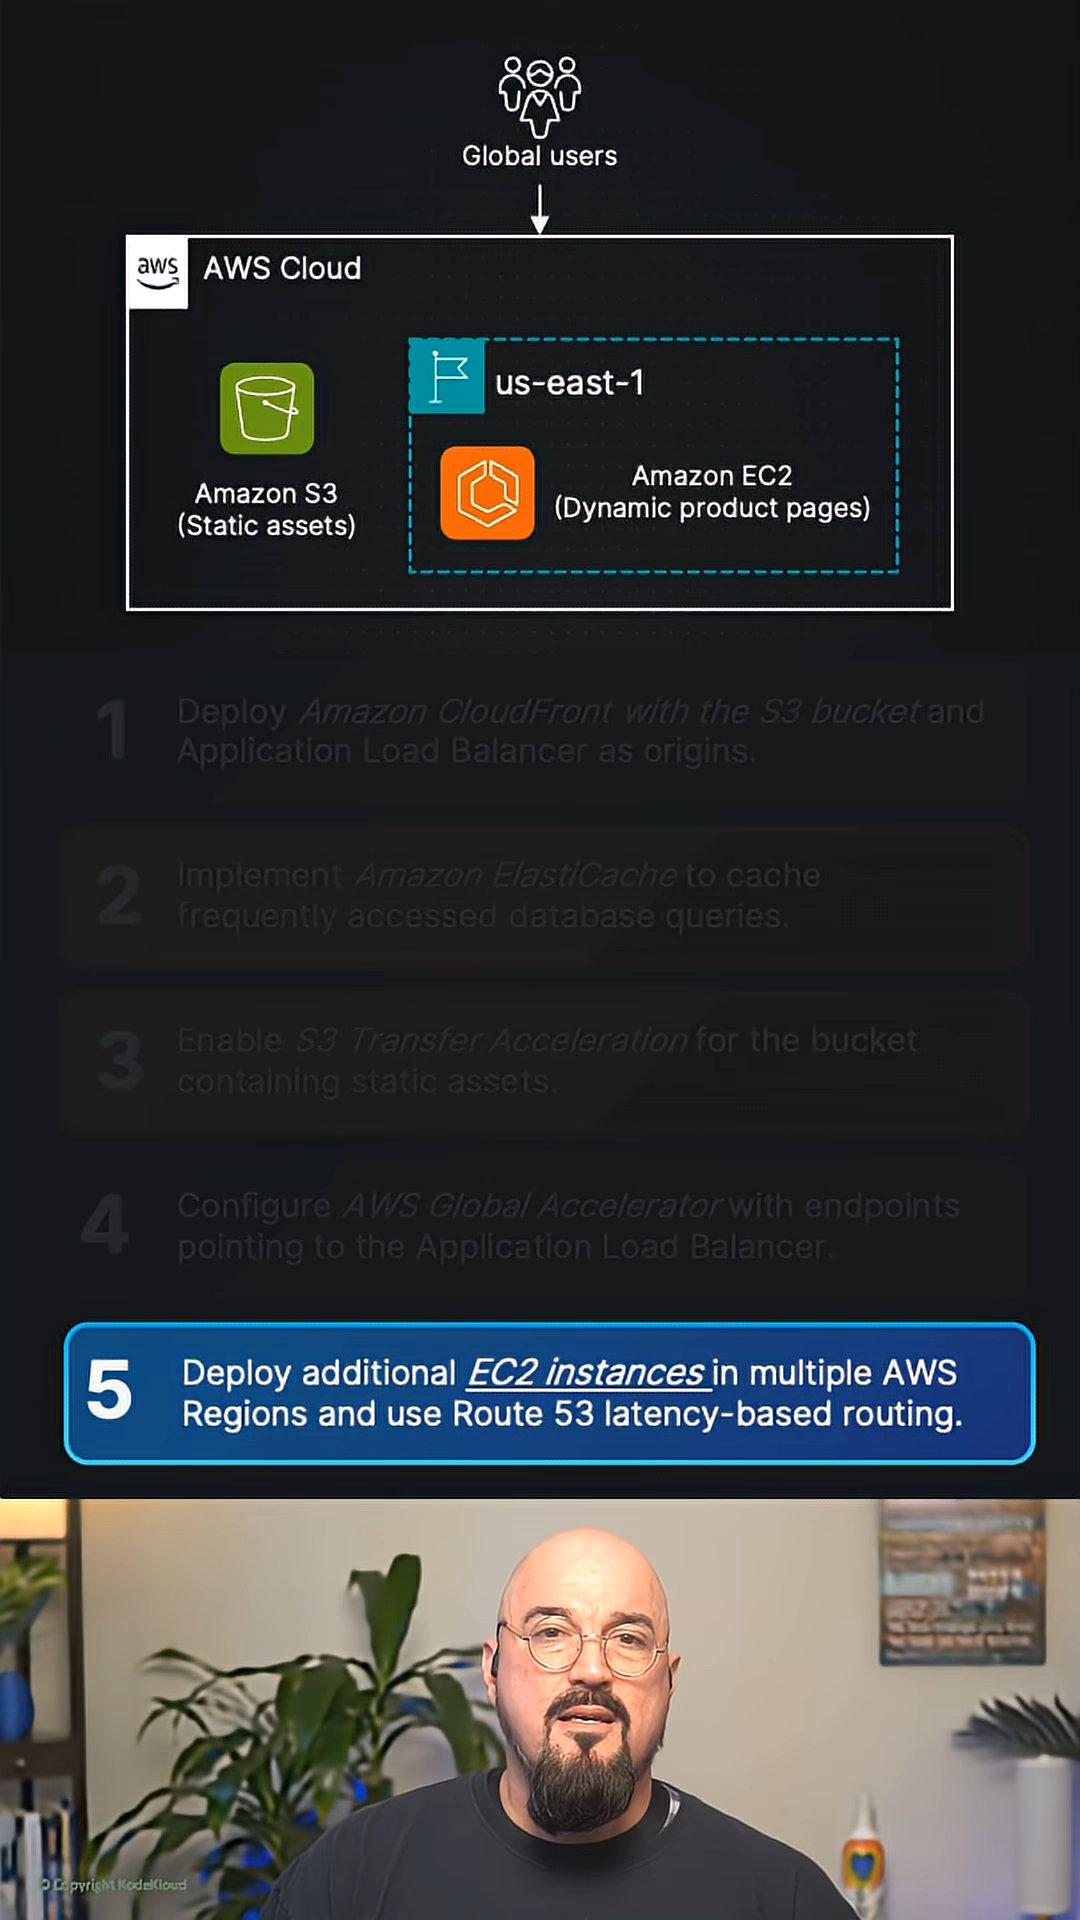 Global users
aws
AWS Cloud
us-east-1
Amazon S3
(Static assets)
Amazon EC2
(Dynamic product pages)
1
Deploy Amazon CloudFront with the S3 bucket and
Application Load Balancer as origins.
2
Implement Amazon ElastiCache to cache
frequently accessed database queries.
3
Enable S3 Transfer Acceleration for the bucket
containing static assets.
4
Configure AWS Global Accelerator with endpoints
pointing to the Application Load Balancer.
5
Deploy additional EC2 instances in multiple AWS
Regions and use Route 53 latency-based routing.
© Copyright KodeKloud